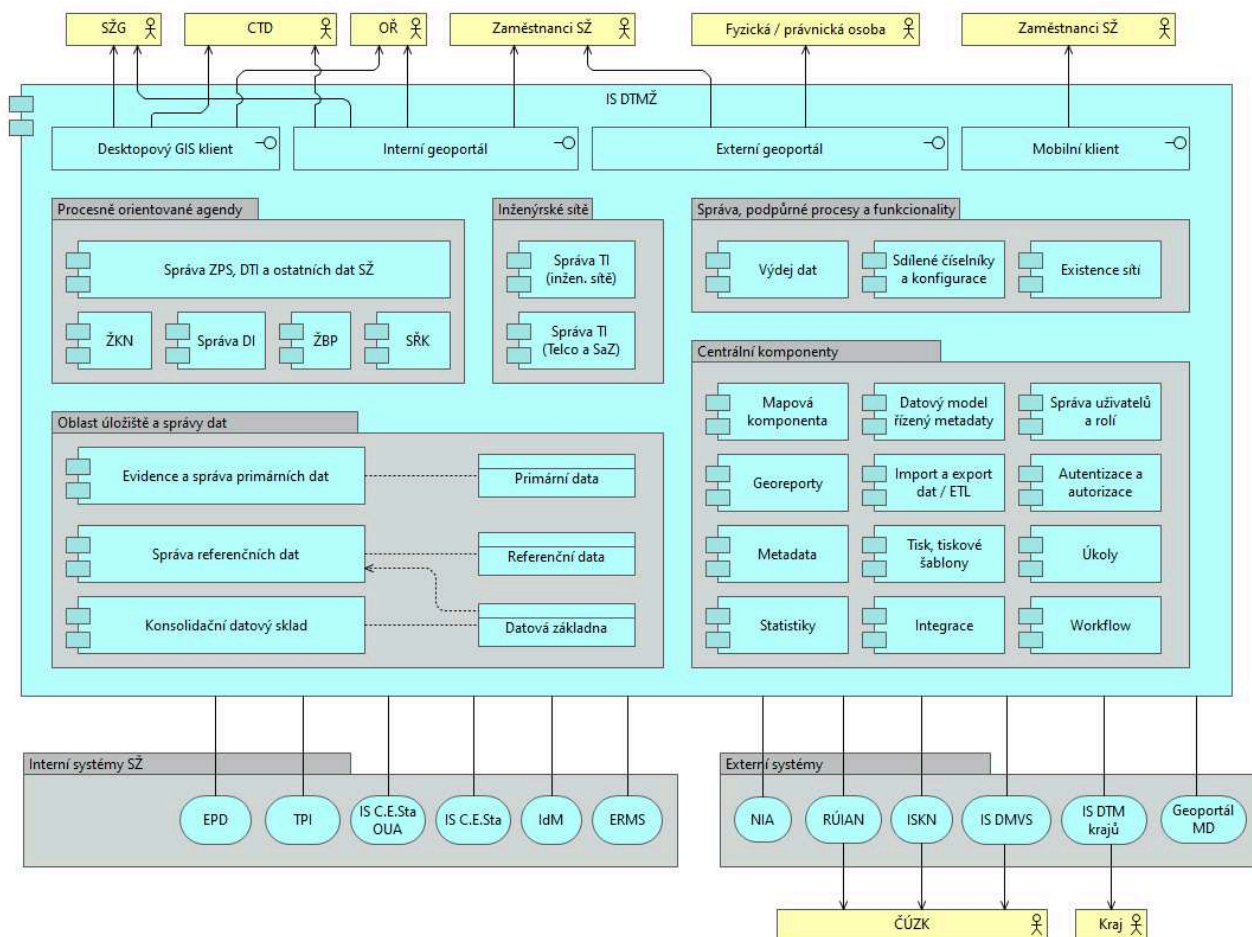 SŽG
CTD
OŘ
Zaměstnanci SŽ
Fyzická / právnická osoba
Zaměstnanci SŽ
IS DTMŽ
Desktopový GIS klient
Interní geoportál
Externí geoportál
Mobilní klient
Procesně orientované agendy
Správa ZPS, DTI a ostatních dat SŽ
ŽKN
Správa DI
ŽBP
SŘK
Inženýrské sítě
Správa TI
(inžen. sítě)
Správa TI
(Telco a SaZ)
Správa, podpůrné procesy a funkcionality
Výdej dat
Sdílené číselníky
a konfigurace
Existence sítí
Centrální komponenty
Mapová
komponenta
Datový model
řízený metadaty
Správa uživatelů
a rolí
Georeporty
Import a export
dat / ETL
Autentizace a
autorizace
Metadata
Tisk, tiskové
šablony
Úkoly
Statistiky
Integrace
Workflow
Oblast úložiště a správy dat
Evidence a správa primárních dat
Primární data
Správa referenčních dat
Referenční data
Konsolidační datový sklad
Datová základna
Interní systémy SŽ
EPD
TPI
IS C.E.Sta
OUA
IS C.E.Sta
IdM
ERMS
Externí systémy
NIA
RÚIAN
ISKN
IS DMVS
IS DTM
krajů
Geoportál
MD
ČÚZK
Kraj